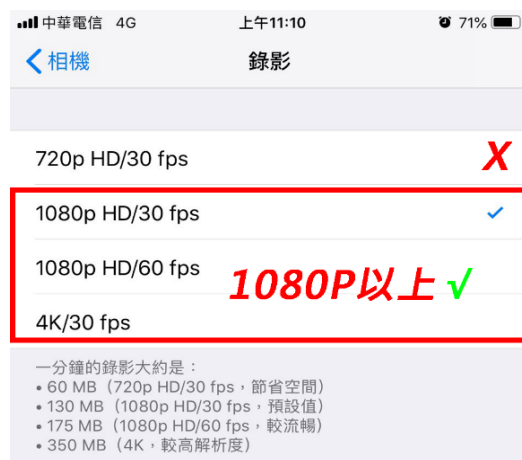 中華電信 4G 上午11:10 71%
相機 錄影
720p HD/30 fps X
1080p HD/30 fps ✓
1080p HD/60 fps
1080P以上 √
4K/30 fps
一分鐘的錄影大約是：
• 60 MB（720p HD/30 fps，節省空間）
• 130 MB（1080p HD/30 fps，預設值）
• 175 MB（1080p HD/60 fps，較流暢）
• 350 MB（4K，較高解析度）